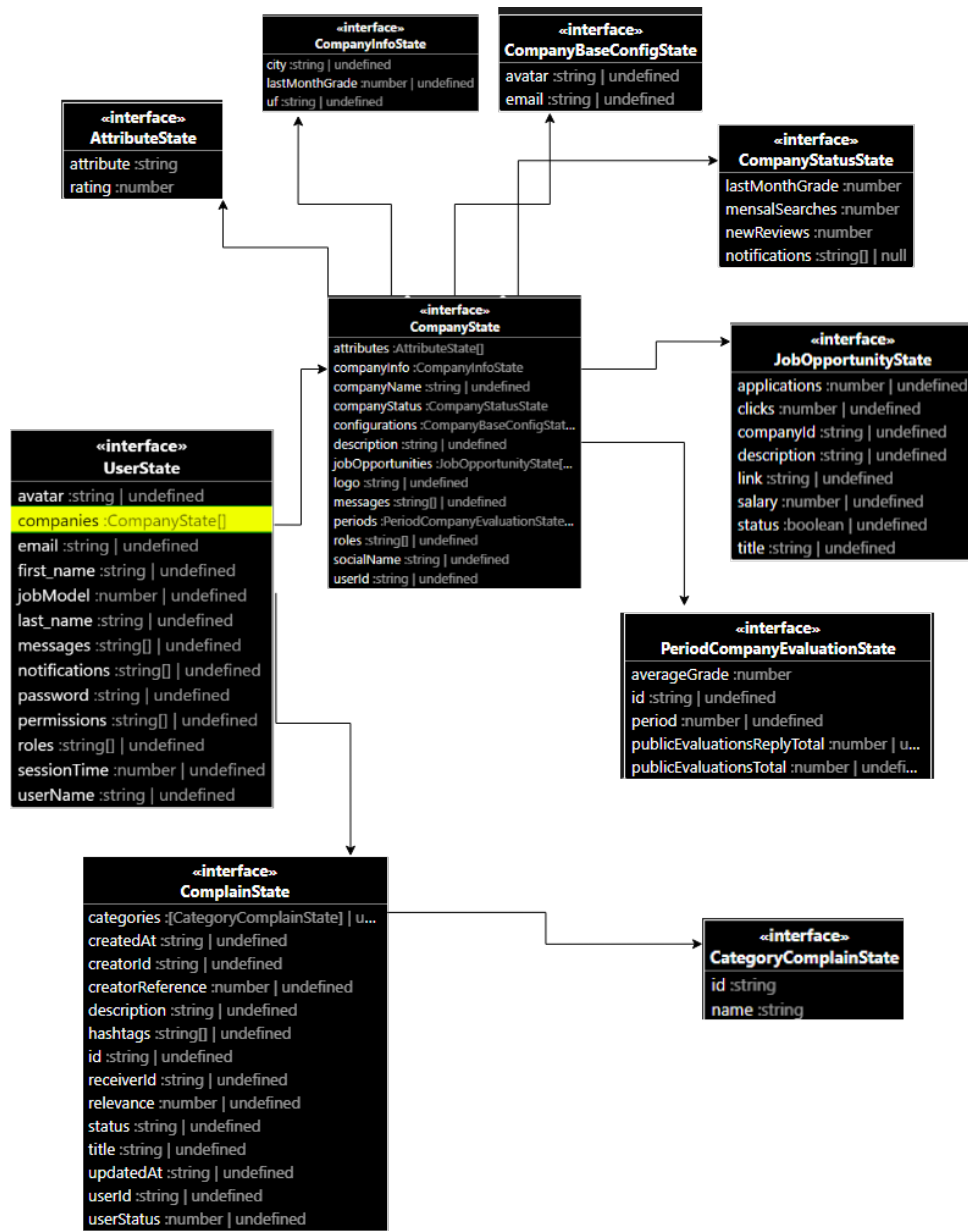 «interface»
CompanyInfoState
city :string | undefined
lastMonthGrade :number | undefined
uf :string | undefined
«interface»
CompanyBaseConfigState
avatar :string | undefined
email :string | undefined
«interface»
AttributeState
attribute :string
rating :number
«interface»
CompanyStatusState
lastMonthGrade :number
mensalSearches :number
newReviews :number
notifications :string[] | null
«interface»
CompanyState
attributes :AttributeState[]
companyInfo :CompanyInfoState
companyName :string | undefined
companyStatus :CompanyStatusState
configurations :CompanyBaseConfigStat...
description :string | undefined
jobOpportunities :JobOpportunityState[...
logo :string | undefined
messages :string[] | undefined
periods :PeriodCompanyEvaluationState...
roles :string[] | undefined
socialName :string | undefined
userId :string | undefined
«interface»
JobOpportunityState
applications :number | undefined
clicks :number | undefined
companyId :string | undefined
description :string | undefined
link :string | undefined
salary :number | undefined
status :boolean | undefined
title :string | undefined
«interface»
UserState
avatar :string | undefined
companies :CompanyState[]
email :string | undefined
first_name :string | undefined
jobModel :number | undefined
last_name :string | undefined
messages :string[] | undefined
notifications :string[] | undefined
password :string | undefined
permissions :string[] | undefined
roles :string[] | undefined
sessionTime :number | undefined
userName :string | undefined
«interface»
PeriodCompanyEvaluationState
averageGrade :number
id :string | undefined
period :number | undefined
publicEvaluationsReplyTotal :number | u...
publicEvaluationsTotal :number | undefi...
«interface»
ComplainState
categories :[CategoryComplainState] | u...
createdAt :string | undefined
creatorId :string | undefined
creatorReference :number | undefined
description :string | undefined
hashtags :string[] | undefined
id :string | undefined
receiverId :string | undefined
relevance :number | undefined
status :string | undefined
title :string | undefined
updatedAt :string | undefined
userId :string | undefined
userStatus :number | undefined
«interface»
CategoryComplainState
id :string
name :string